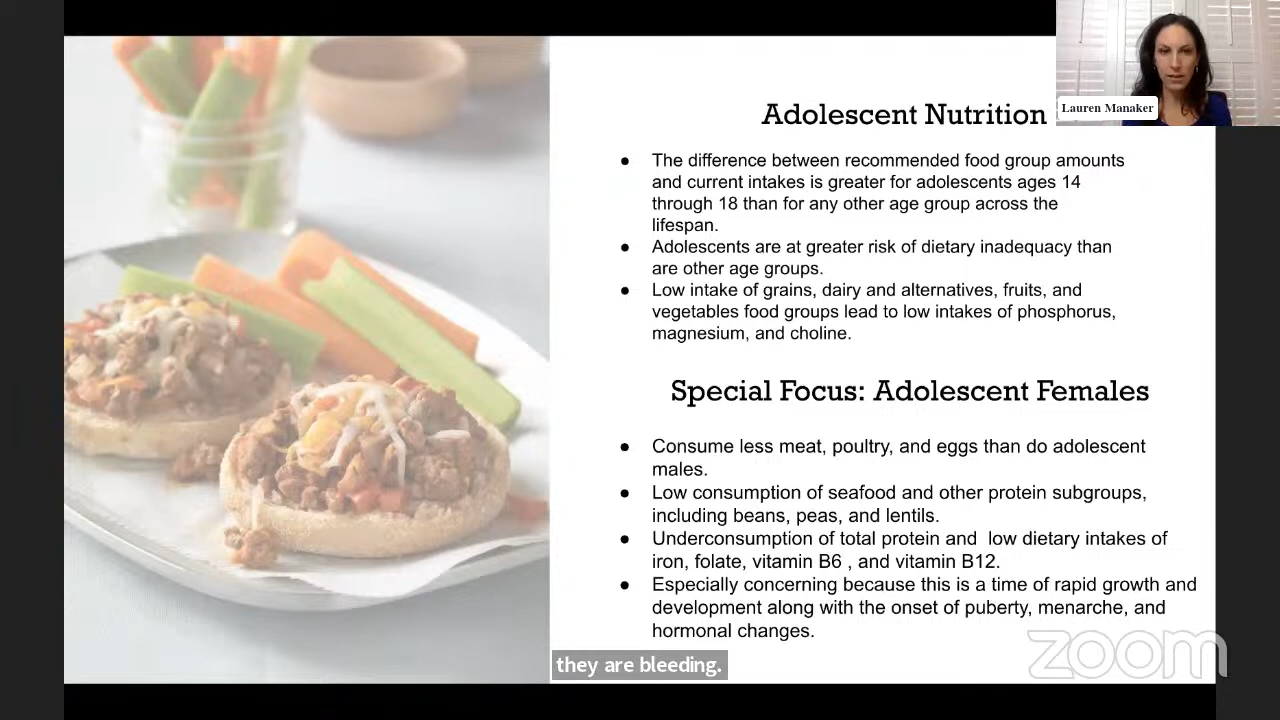 Lauren Manaker
Adolescent Nutrition
● The difference between recommended food group amounts
and current intakes is greater for adolescents ages 14
through 18 than for any other age group across the
lifespan.
● Adolescents are at greater risk of dietary inadequacy than
are other age groups.
● Low intake of grains, dairy and alternatives, fruits, and
vegetables food groups lead to low intakes of phosphorus,
magnesium, and choline.
Special Focus: Adolescent Females
● Consume less meat, poultry, and eggs than do adolescent
males.
● Low consumption of seafood and other protein subgroups,
including beans, peas, and lentils.
● Underconsumption of total protein and  low dietary intakes of
iron, folate, vitamin B6 , and vitamin B12.
● Especially concerning because this is a time of rapid growth and
development along with the onset of puberty, menarche, and
hormonal changes.
they are bleeding.
zoom